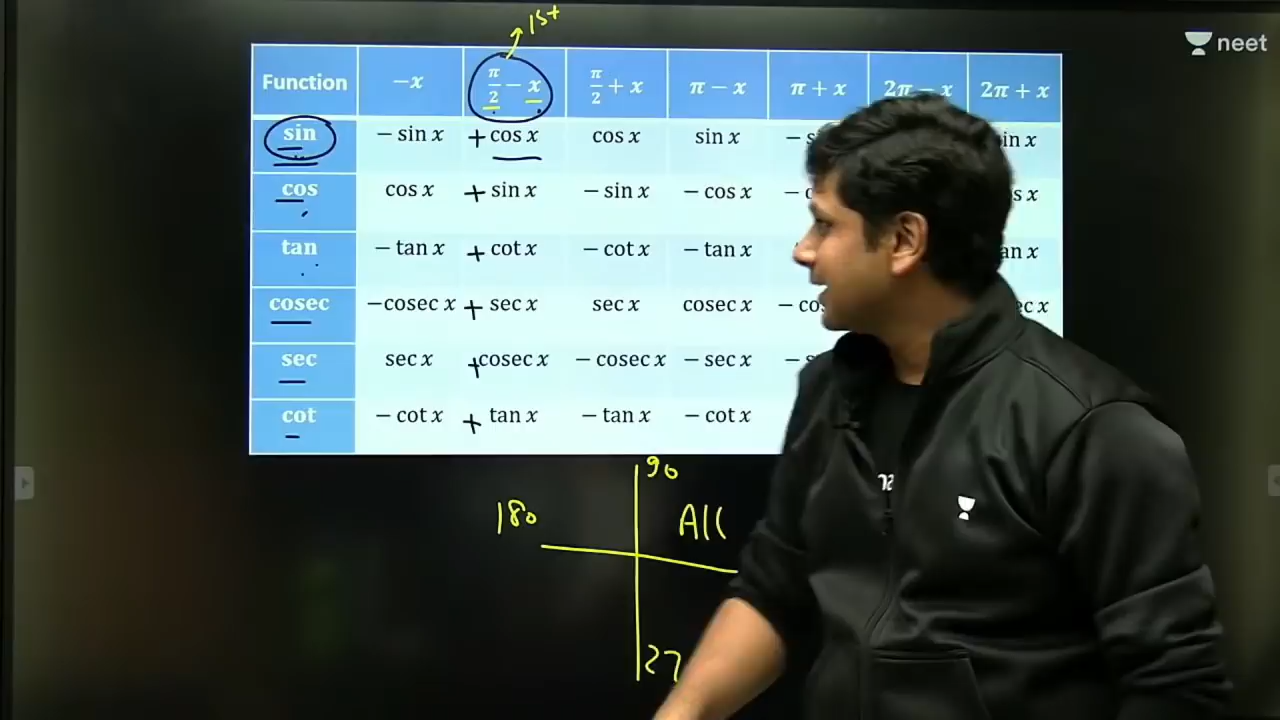 1st
neet
Function −x π/2 − x π/2 + x π − x π + x 2π − x 2π + x
sin − sin x + cos x cos x sin x
cos cos x + sin x − sin x − cos x
tan − tan x + cot x − cot x − tan x
cosec −cosec x + sec x sec x cosec x
sec sec x + cosec x − cosec x − sec x
cot − cot x + tan x − tan x − cot x
90
180 All
27